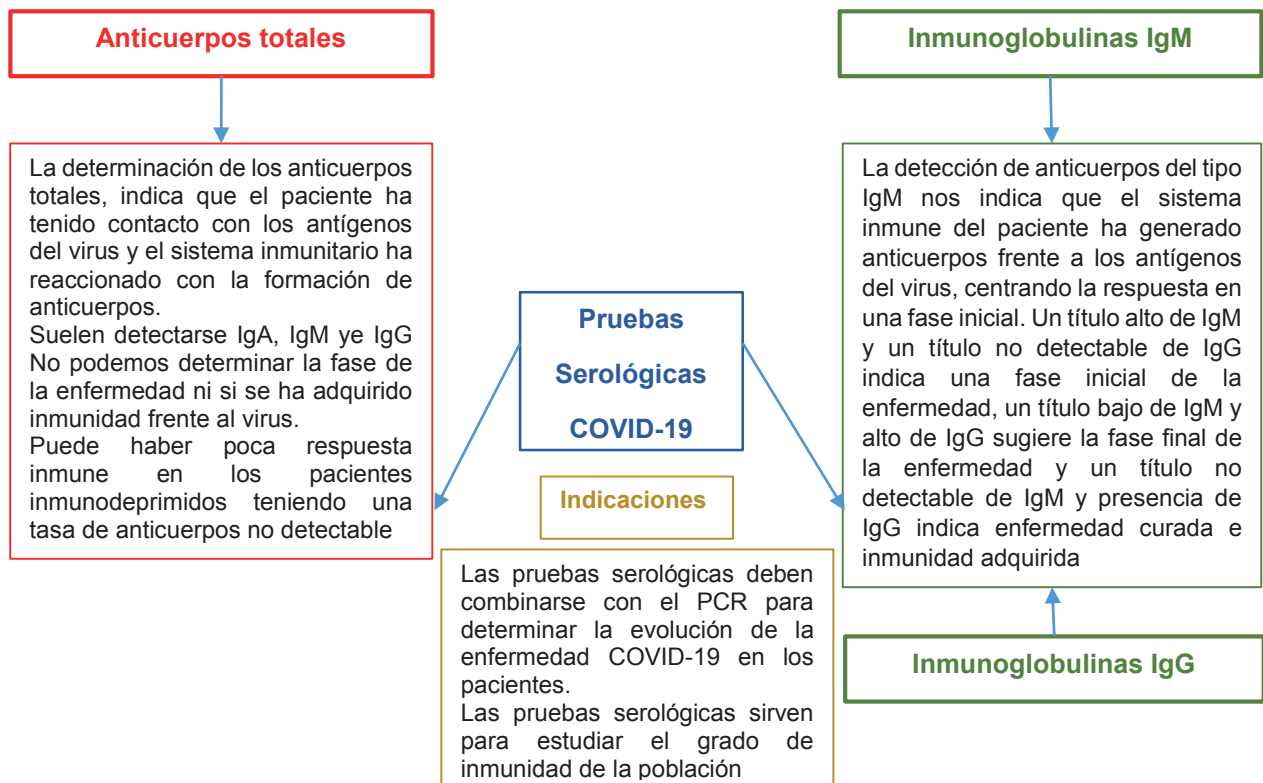 Anticuerpos totales
La determinación de los anticuerpos
totales, indica que el paciente ha
tenido contacto con los antígenos
del virus y el sistema inmunitario ha
reaccionado con la formación de
anticuerpos.
Suelen detectarse IgA, IgM ye IgG
No podemos determinar la fase de
la enfermedad ni si se ha adquirido
inmunidad frente al virus.
Puede haber poca respuesta
inmune en los pacientes
inmunodeprimidos teniendo una
tasa de anticuerpos no detectable
Pruebas
Serológicas
COVID-19
Indicaciones
Las pruebas serológicas deben
combinarse con el PCR para
determinar la evolución de la
enfermedad COVID-19 en los
pacientes.
Las pruebas serológicas sirven
para estudiar el grado de
inmunidad de la población
Inmunoglobulinas IgM
La detección de anticuerpos del tipo
IgM nos indica que el sistema
inmune del paciente ha generado
anticuerpos frente a los antígenos
del virus, centrando la respuesta en
una fase inicial. Un título alto de IgM
y un título no detectable de IgG
indica una fase inicial de la
enfermedad, un título bajo de IgM y
alto de IgG sugiere la fase final de
la enfermedad y un título no
detectable de IgM y presencia de
IgG indica enfermedad curada e
inmunidad adquirida
Inmunoglobulinas IgG